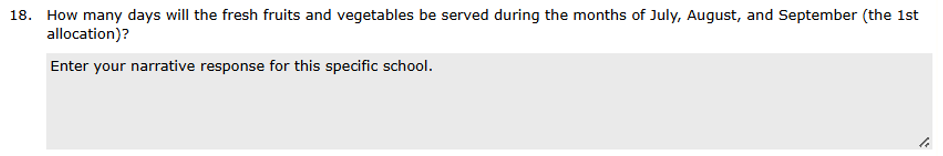 18. How many days will the fresh fruits and vegetables be served during the months of July, August, and September (the 1st
allocation)?
Enter your narrative response for this specific school.